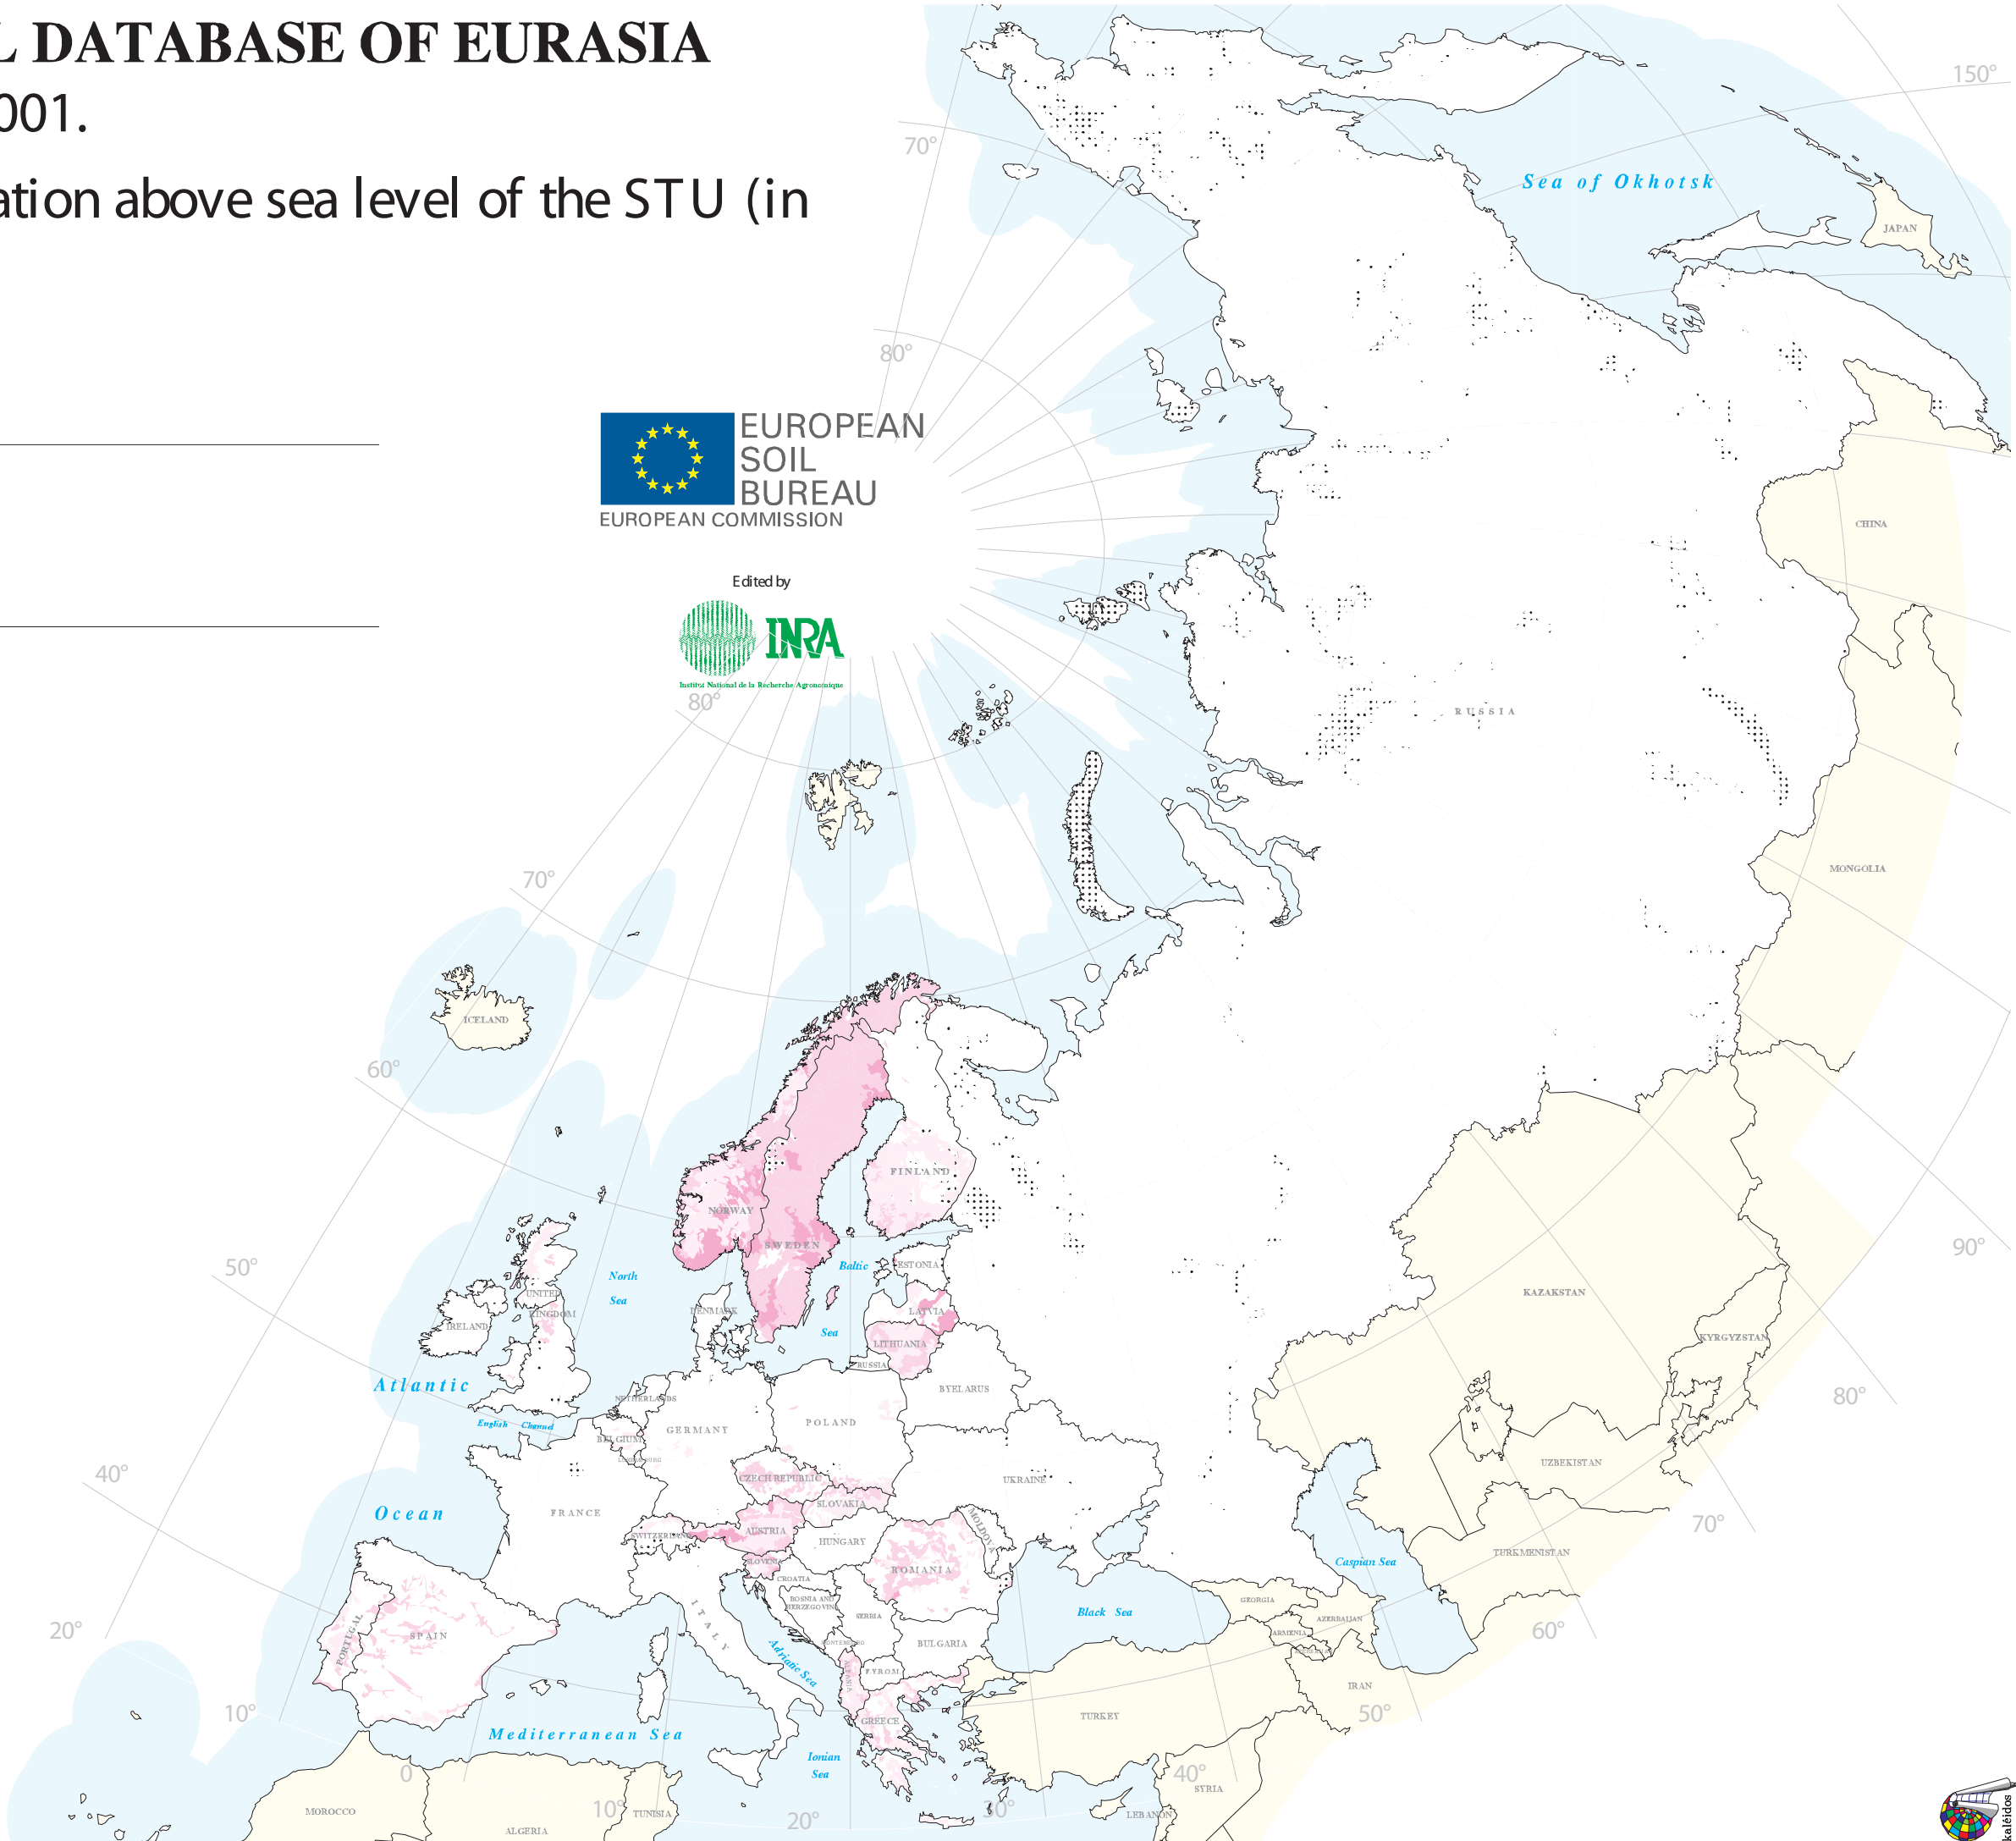 L DATABASE OF EURASIA
001.
ation above sea level of the STU (in
EUROPEAN
SOIL
BUREAU
EUROPEAN COMMISSION
Edited by
INRA
Institut National de la Recherche Agronomique
150°
70°
Sea of Okhotsk
JAPAN
80°
CHINA
RUSSIA
80°
MONGOLIA
70°
ICELAND
60°
FINLAND
NORWAY
SWEDEN
50°
North
Sea
Baltic
Sea
ESTONIA
90°
KAZAKSTAN
UNITED
KINGDOM
IRELAND
DENMARK
LATVIA
LITHUANIA
RUSSIA
KYRGYZSTAN
Atlantic
Ocean
BYELARUS
80°
NETHERLANDS
English Channel
GERMANY
POLAND
BELGIUM
LUXEMBOURG
40°
CZECH REPUBLIC
UKRAINE
UZBEKISTAN
SLOVAKIA
FRANCE
MOLDOVA
70°
SWITZERLAND
AUSTRIA
HUNGARY
TURKMENISTAN
Caspian Sea
SLOVENIA
ROMANIA
CROATIA
BOSNIA AND
HERZEGOVINA
GEORGIA
Black Sea
SERBIA
AZERBAIJAN
20°
PORTUGAL
SPAIN
ITALY
ARMENIA
60°
Adriatic Sea
BULGARIA
ALBANIA
F.Y.R.O.M.
IRAN
10°
GREECE
TURKEY
50°
Mediterranean Sea
Ionian
Sea
0
40°
SYRIA
MOROCCO
10°
TUNISIA
20°
30°
LEBANON
ALGERIA
kaléidos